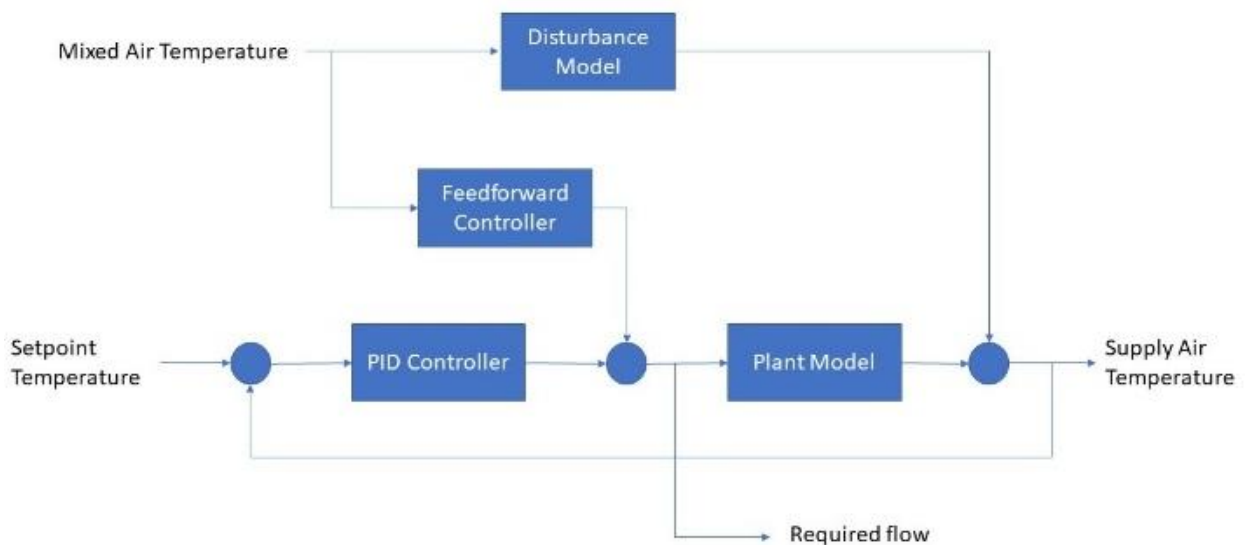 Mixed Air Temperature
Disturbance
Model
Feedforward
Controller
Setpoint
Temperature
PID Controller
Plant Model
Supply Air
Temperature
Required flow